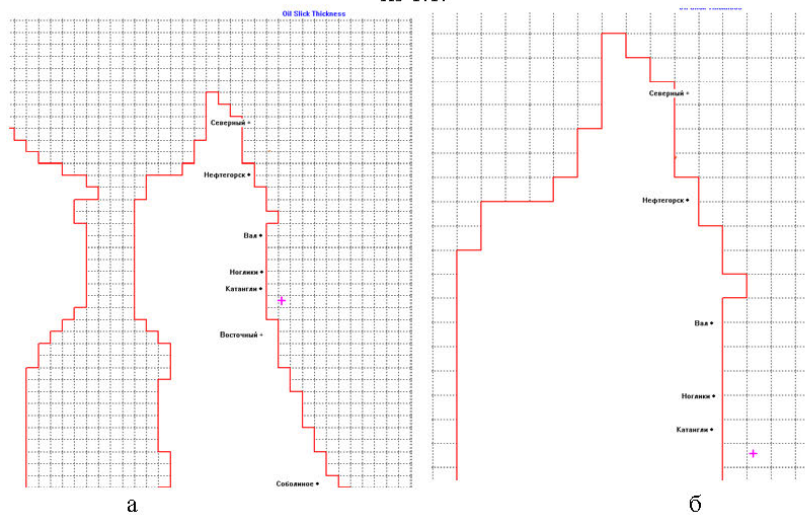 Oil Slick Thickness
Северный
Нефтегорск
Вал
Ноглики
Катангли
Восточный
Соболиное
а
Северный
Нефтегорск
Вал
Ноглики
Катангли
б